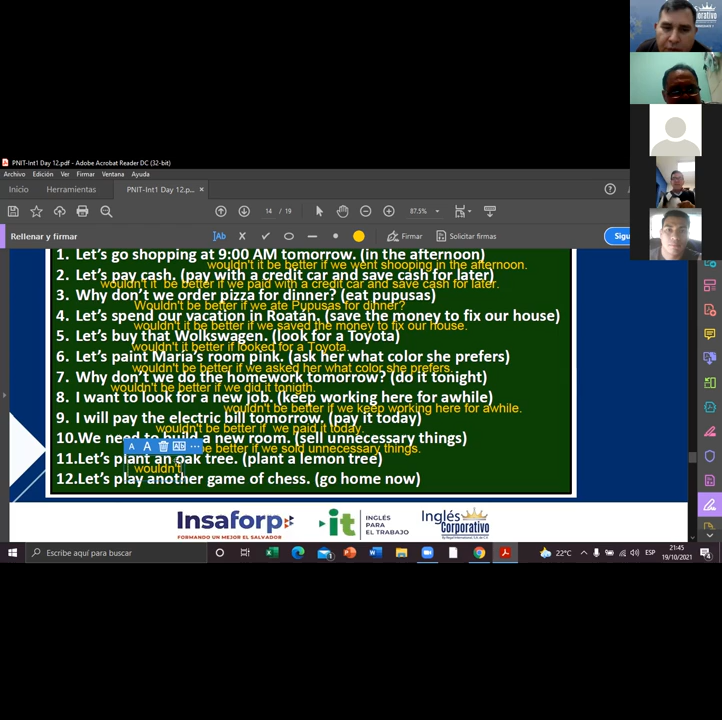 orativo
PNIT-Int1 Day 12.pdf - Adobe Acrobat Reader DC (32-bit)
Archivo Edición Ver Firmar Ventana Ayuda
Inicio Herramientas PNIT-Int1 Day 12.p... ×
14 / 19 87.5%
Rellenar y firmar Ab Firmar Solicitar firmas Sigu
1. Let's go shopping at 9:00 AM tomorrow. (in the afternoon)
wouldn't it be better if we went shooping in the afternoon.
2. Let's pay cash. (pay with a credit car and save cash for later)
wouldn't it be better if we paid with a credit car and save cash for later.
3. Why don't we order pizza for dinner? (eat pupusas)
Wouldn't be better if we ate Pupusas for dinner?
4. Let's spend our vacation in Roatán. (save the money to fix our house)
wouldn't it be better if we saved the money to fix our house.
5. Let's buy that Wolkswagen. (look for a Toyota)
wouldn't it better if looked for a Toyota.
6. Let's paint Maria's room pink. (ask her what color she prefers)
wouldn't be better if we asked her what color she prefers.
7. Why don't we do the homework tomorrow? (do it tonight)
wouldn't be better if we did it tonigth.
8. I want to look for a new job. (keep working here for awhile)
wouldn't be better if we keep working here for awhile.
9. I will pay the electric bill tomorrow. (pay it today)
wouldn't be better if we paid it today.
10.We need to build a new room. (sell unnecessary things)
be better if we sold unnecessary things.
11.Let's plant an oak tree. (plant a lemon tree)
wouldn't
12.Let's play another game of chess. (go home now)
Insaforp
FORMANDO UN MEJOR EL SALVADOR
it INGLÉS PARA EL TRABAJO
Inglés Corporativo
Escribe aquí para buscar
22°C ESP 21:45 19/10/2021